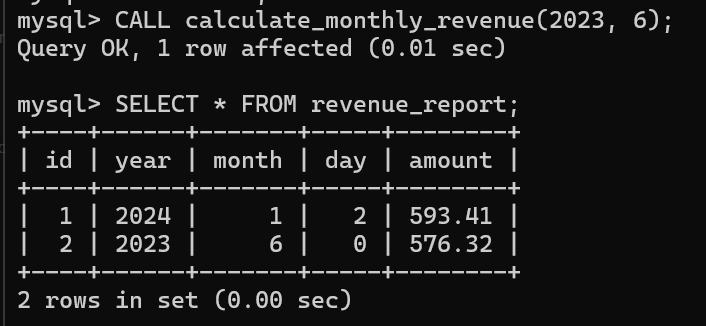 mysql> CALL calculate_monthly_revenue(2023, 6);
Query OK, 1 row affected (0.01 sec)

mysql> SELECT * FROM revenue_report;
+----+------+-------+-----+--------+
| id | year | month | day | amount |
+----+------+-------+-----+--------+
|  1 | 2024 |     1 |   2 | 593.41 |
|  2 | 2023 |     6 |   0 | 576.32 |
+----+------+-------+-----+--------+
2 rows in set (0.00 sec)